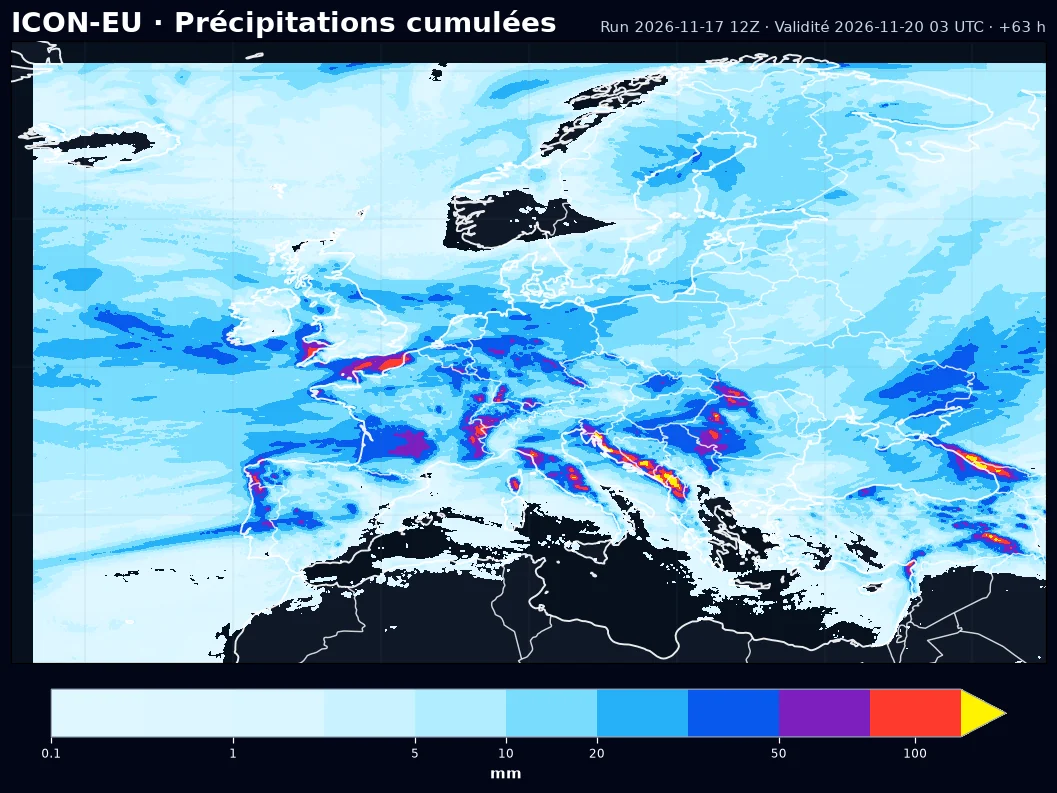 ICON-EU · Précipitations cumulées
Run 2026-11-17 12Z · Validité 2026-11-20 03 UTC · +63 h
0.1 1 5 10 20 50 100
mm